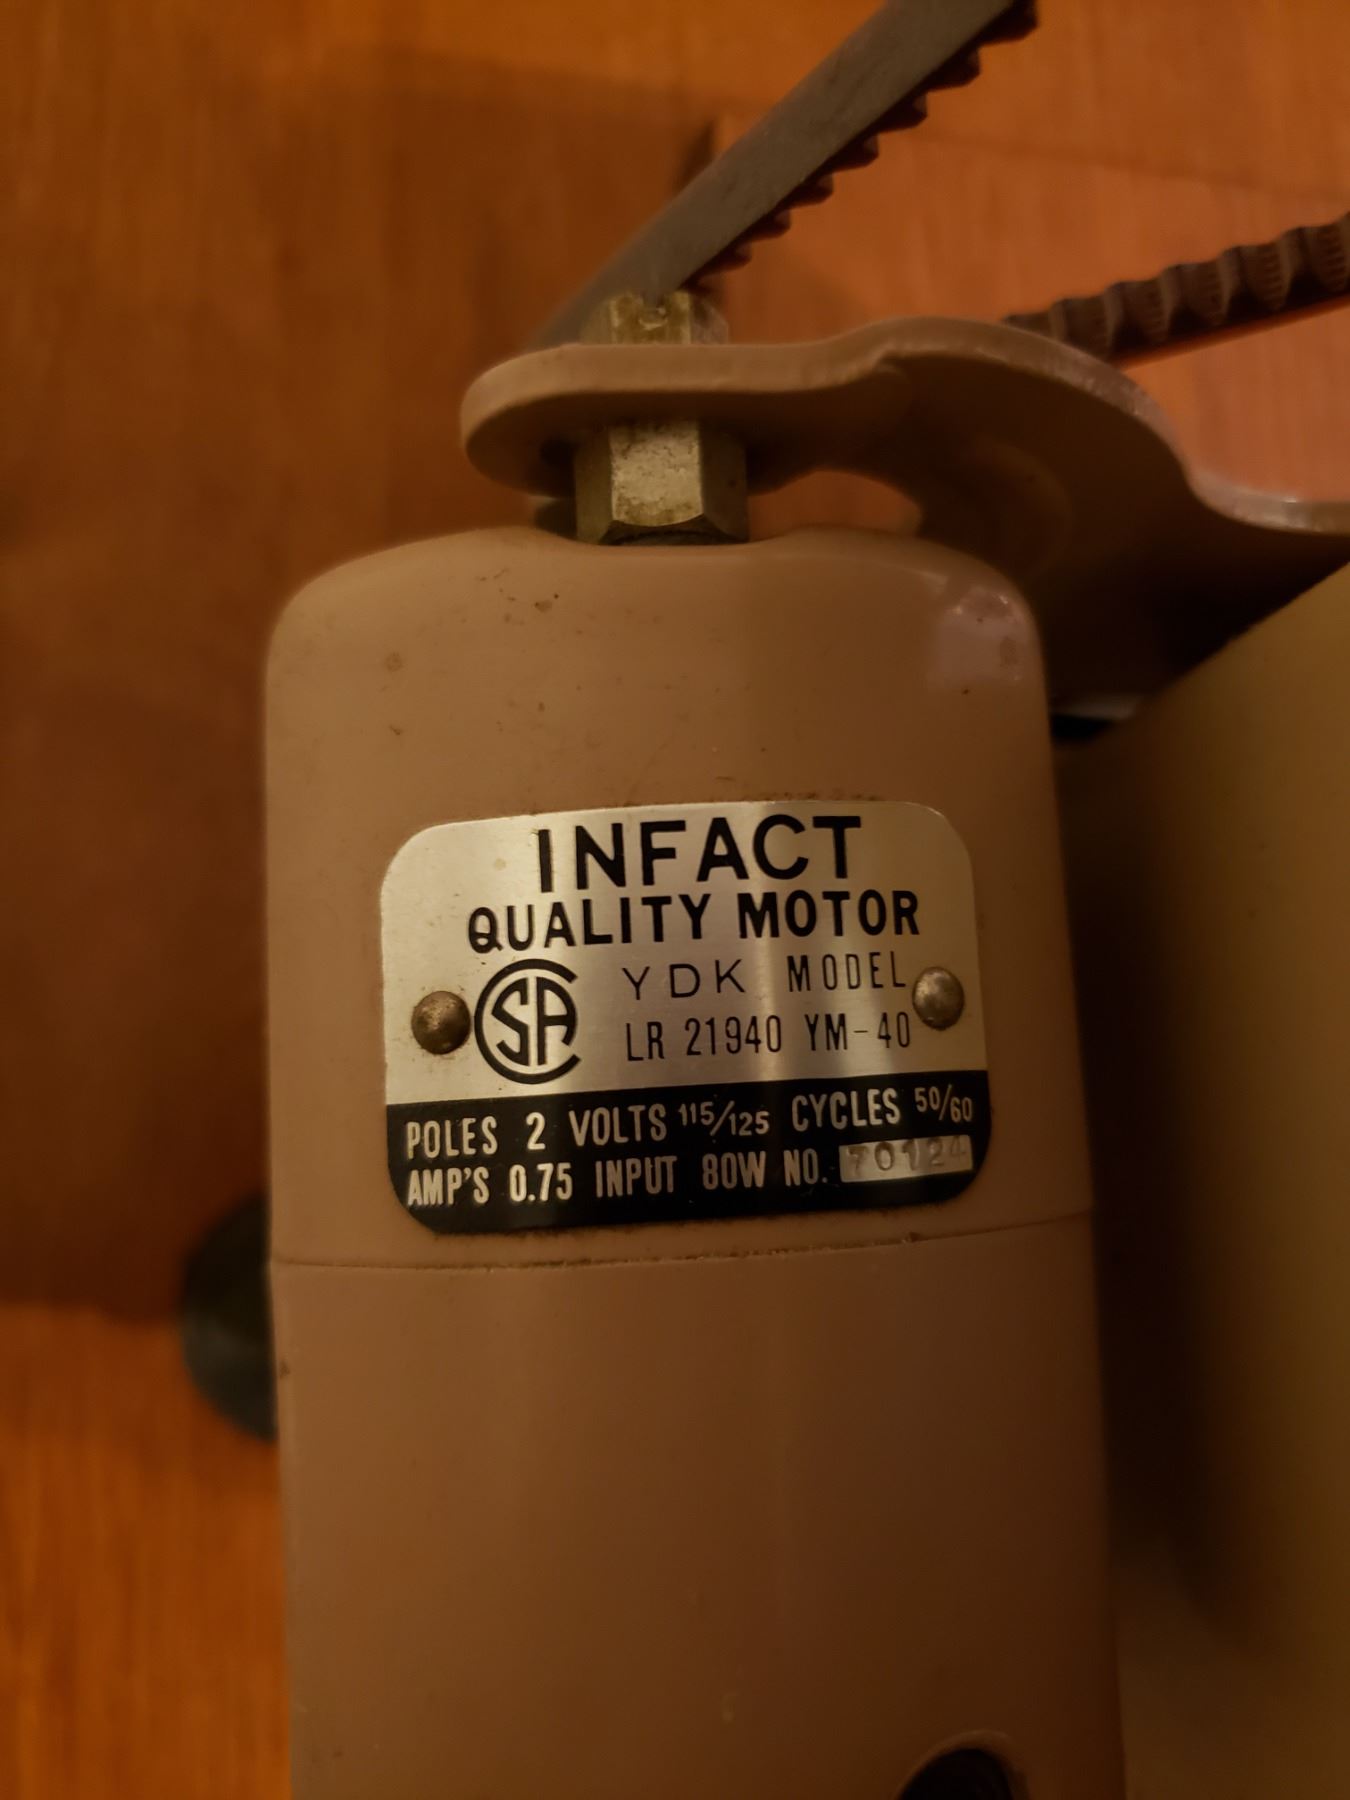 INFACT
QUALITY MOTOR
CSA YDK MODEL
LR 21940 YM-40
POLES 2 VOLTS 115/125 CYCLES 50/60
AMP'S 0.75 INPUT 80W NO. 70124